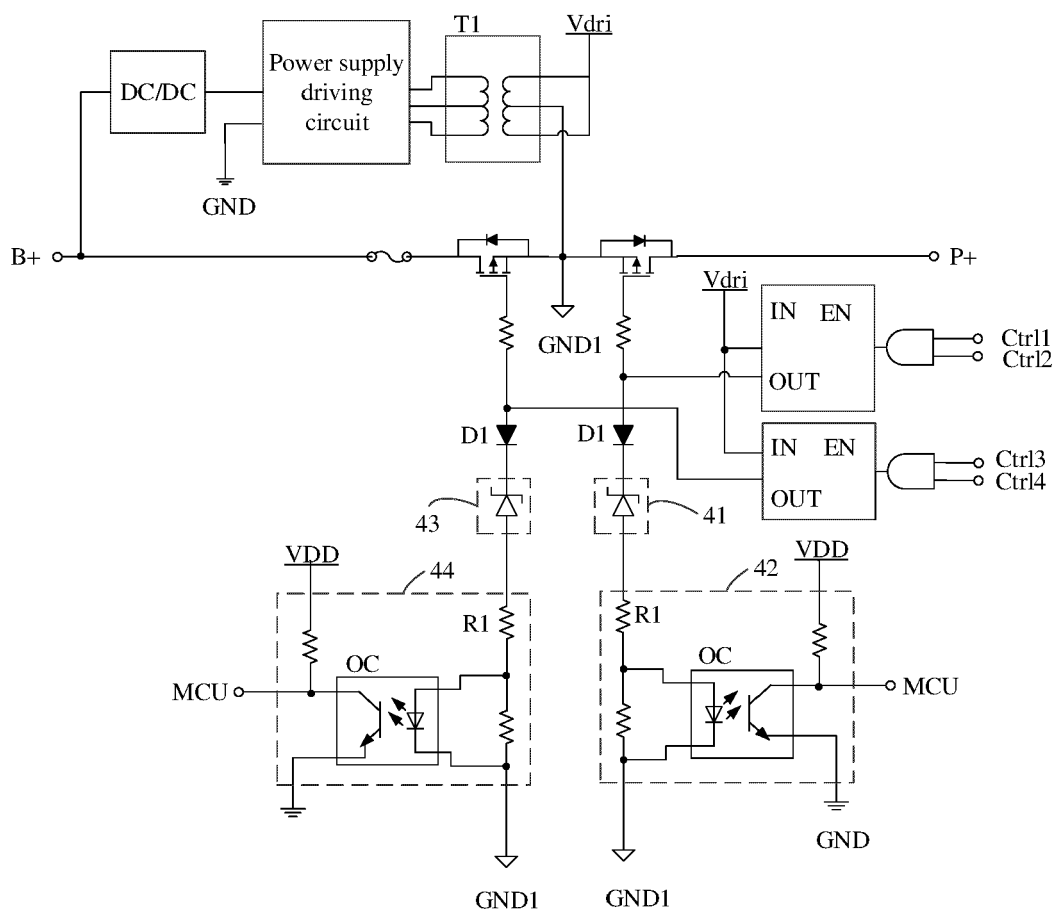 T1
Vdri
DC/DC
Power supply
driving
circuit
GND
B+
P+
GND1
Vdri
IN EN
OUT
Ctrl1
Ctrl2
D1
D1
IN EN
OUT
Ctrl3
Ctrl4
43
41
VDD
44
42
VDD
R1
R1
OC
OC
MCU
MCU
GND
GND1
GND1